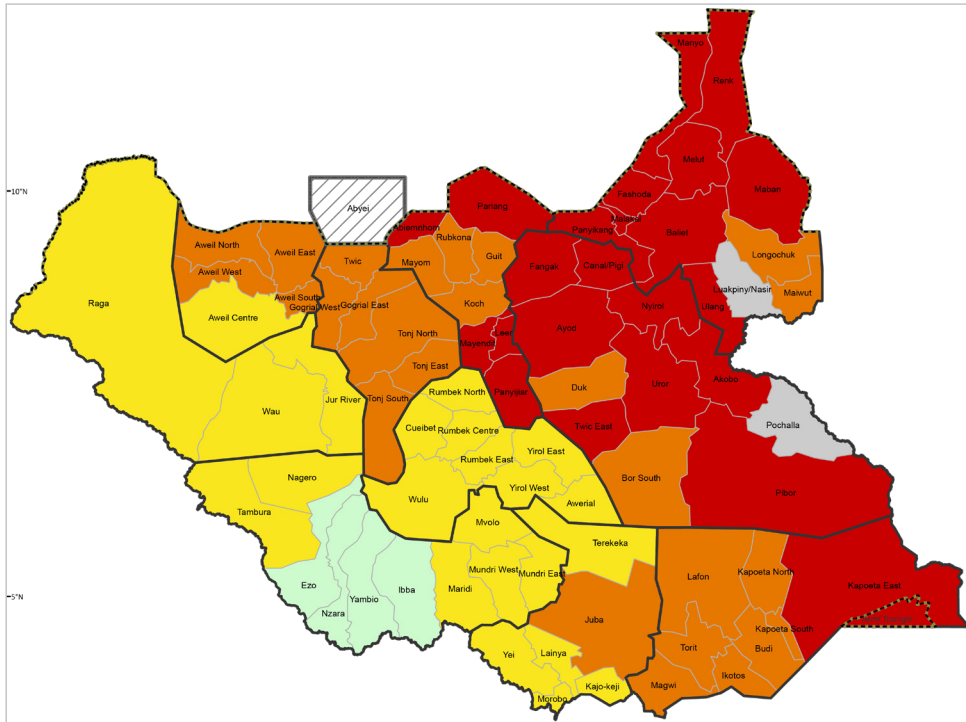 Manyo
Renk
Melut
Maban
Fashoda
Malakal
Baliet
Panyikang
10°N
Abyei
Pariang
Abiemnhom
Rubkona
Mayom
Guit
Koch
Aweil North
Aweil East
Aweil West
Aweil South
Aweil Centre
Twic
Gogrial West
Gogrial East
Raga
Fangak
Canal/Pigi
Longochuk
Luakpiny/Nasir
Maiwut
Nyirol
Ulang
Ayod
Leer
Mayendit
Tonj North
Tonj East
Tonj South
Panyijiar
Duk
Uror
Akobo
Pochalla
Wau
Jur River
Rumbek North
Cueibet
Rumbek Centre
Rumbek East
Yirol East
Yirol West
Twic East
Bor South
Pibor
Wulu
Awerial
Nagero
Tambura
Mvolo
Terekeka
Mundri West
Mundri East
Maridi
Ezo
Nzara
Yambio
Ibba
5°N
Lafon
Kapoeta North
Kapoeta East
Kapoeta South
Juba
Torit
Budi
Ikotos
Magwi
Yei
Lainya
Morobo
Kajo-keji